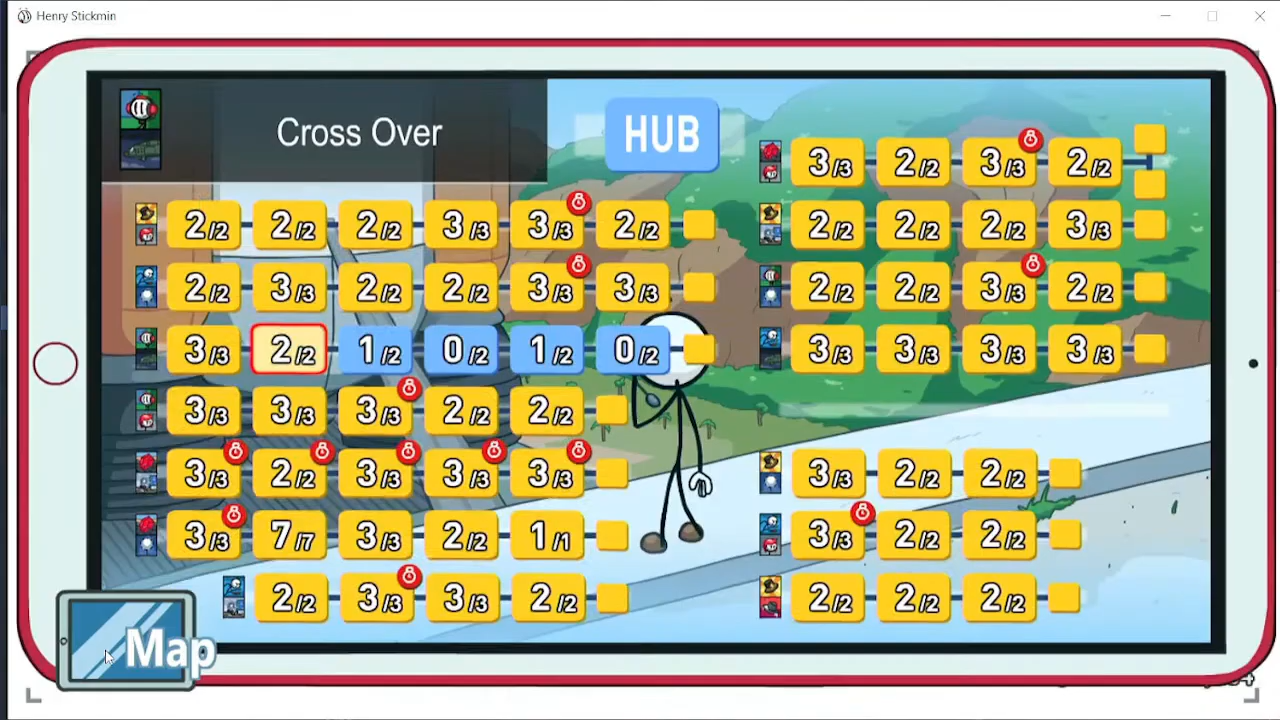 Henry Stickmin
Cross Over
HUB
3/3 2/2 3/3 2/2
2/2 2/2 2/2 3/3 3/3 2/2
2/2 2/2 2/2 3/3
2/2 3/3 2/2 2/2 3/3 3/3
2/2 2/2 3/3 2/2
3/3 2/2 1/2 0/2 1/2 0/2
3/3 3/3 3/3 3/3
3/3 3/3 3/3 2/2 2/2
3/3 2/2 3/3 3/3 3/3
3/3 2/2 2/2
3/3 7/7 3/3 2/2 1/1
3/3 2/2 2/2
2/2 3/3 3/3 2/2
2/2 2/2 2/2
Map